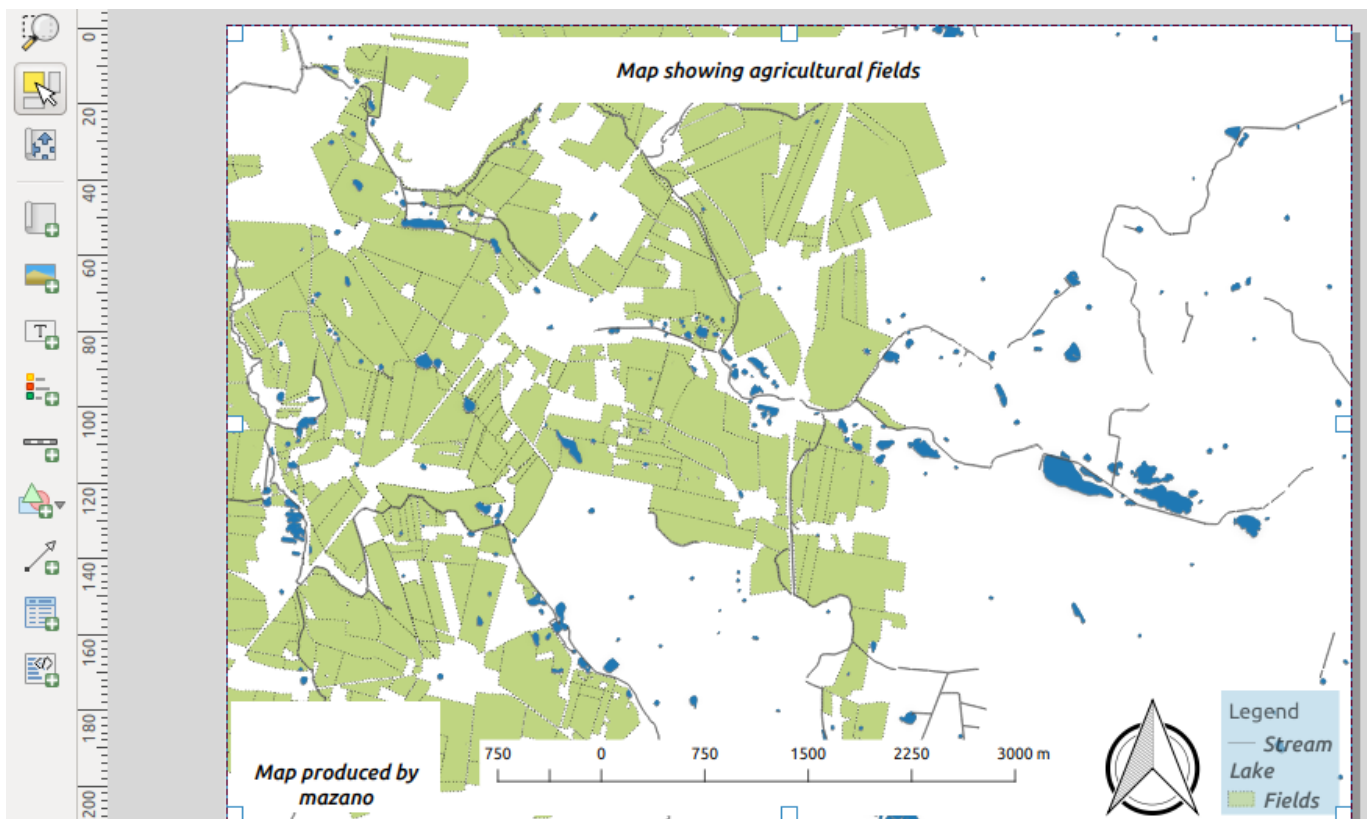 0
20
40
60
80
100
120
140
160
180
200
T
Map showing agricultural fields
Map produced by
mazano
750 0 750 1500 2250 3000 m
Legend
Stream
Lake
Fields